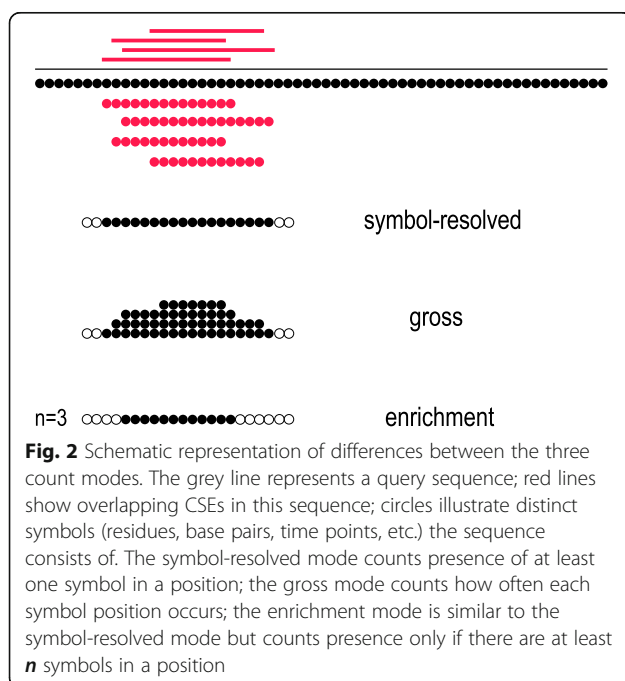 symbol-resolved
gross
n=3
enrichment
Fig. 2 Schematic representation of differences between the three
count modes. The grey line represents a query sequence; red lines
show overlapping CSEs in this sequence; circles illustrate distinct
symbols (residues, base pairs, time points, etc.) the sequence
consists of. The symbol-resolved mode counts presence of at least
one symbol in a position; the gross mode counts how often each
symbol position occurs; the enrichment mode is similar to the
symbol-resolved mode but counts presence only if there are at least
n symbols in a position